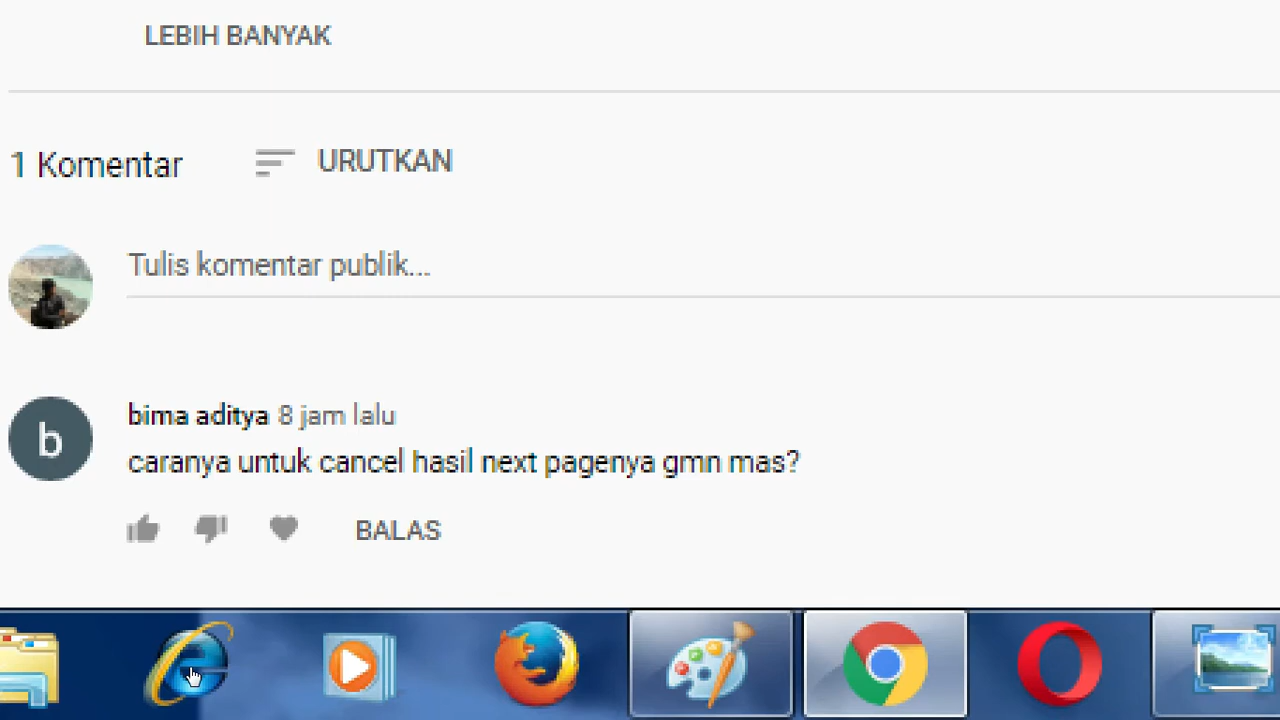 LEBIH BANYAK
1 Komentar
URUTKAN
Tulis komentar publik...
b
bima aditya 8 jam lalu
caranya untuk cancel hasil next pagenya gmn mas?
BALAS